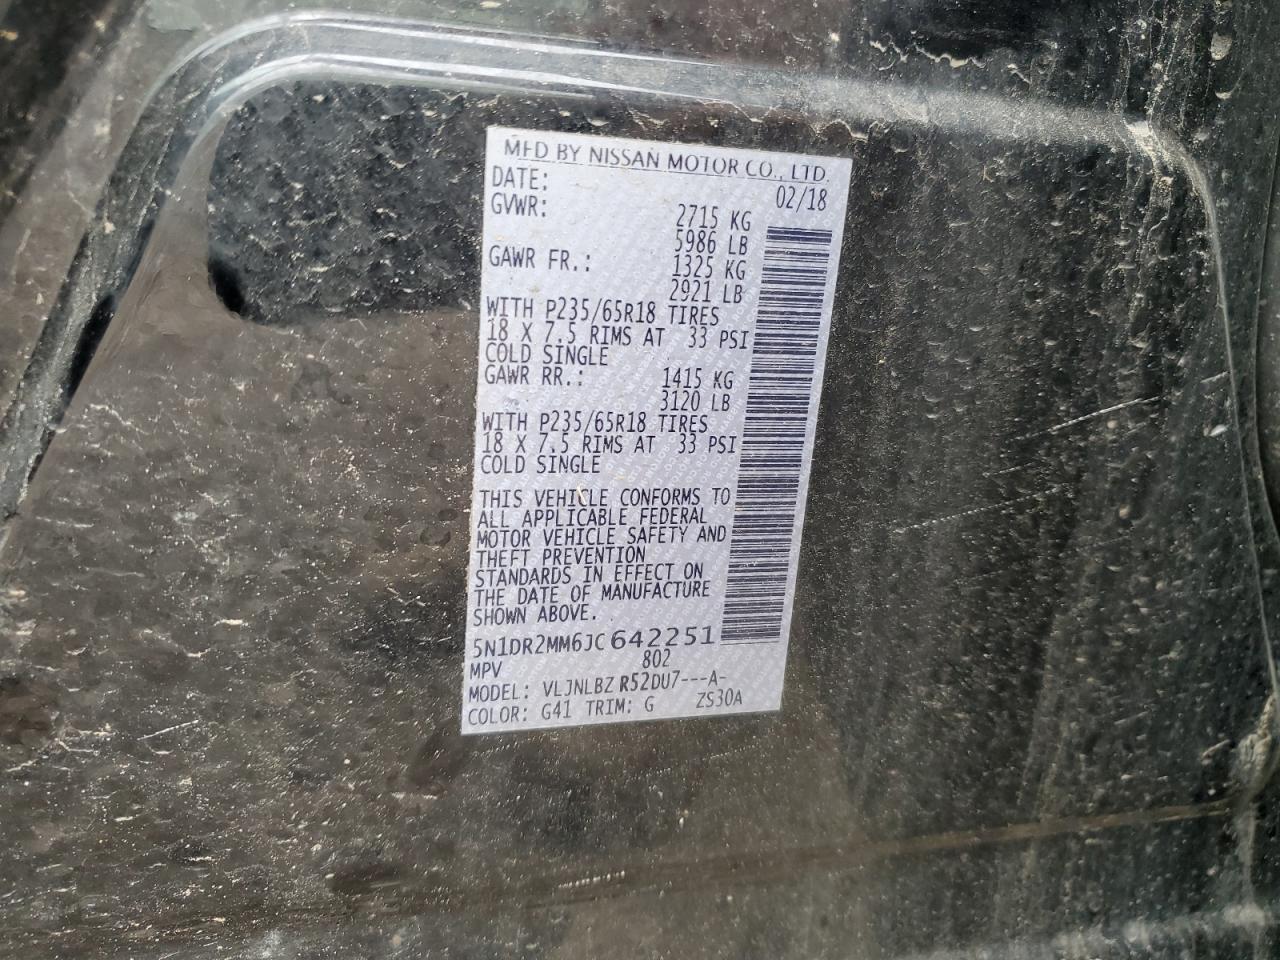 MFD BY NISSAN MOTOR CO., LTD.
DATE: 02/18
GVWR: 2715 KG
5986 LB
GAWR FR.: 1325 KG
2921 LB
WITH P235/65R18 TIRES
18 X 7.5 RIMS AT 33 PSI
COLD SINGLE
GAWR RR.: 1415 KG
3120 LB
WITH P235/65R18 TIRES
18 X 7.5 RIMS AT 33 PSI
COLD SINGLE
THIS VEHICLE CONFORMS TO
ALL APPLICABLE FEDERAL
MOTOR VEHICLE SAFETY AND
THEFT PREVENTION
STANDARDS IN EFFECT ON
THE DATE OF MANUFACTURE
SHOWN ABOVE.
5N1DR2MM6JC642251
MPV 802
MODEL: VLJNLBZ R52DU7---A-
COLOR: G41 TRIM: G ZS30A